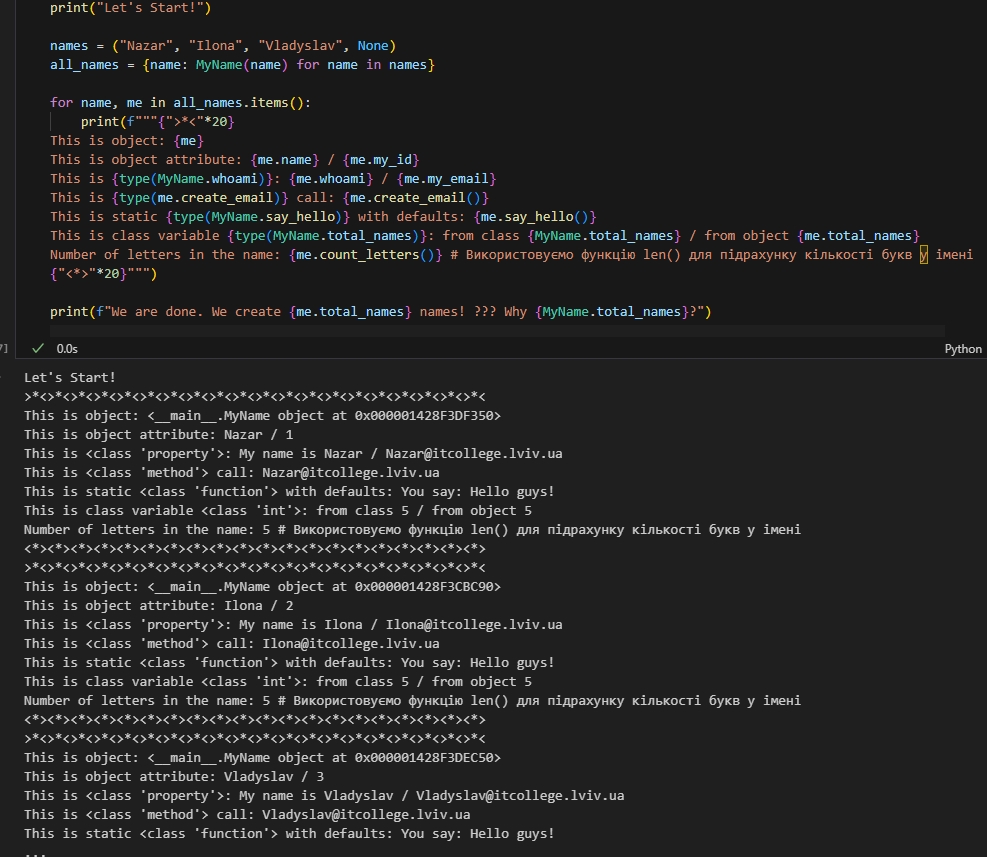 print("Let's Start!")
names = ("Nazar", "Ilona", "Vladyslav", None)
all_names = {name: MyName(name) for name in names}
for name, me in all_names.items():
    print(f"""{">*<"*20}
This is object: {me}
This is object attribute: {me.name} / {me.my_id}
This is {type(MyName.whoami)}: {me.whoami} / {me.my_email}
This is {type(me.create_email)} call: {me.create_email()}
This is static {type(MyName.say_hello)} with defaults: {me.say_hello()}
This is class variable {type(MyName.total_names)}: from class {MyName.total_names} / from object {me.total_names}
Number of letters in the name: {me.count_letters()} # Використовуємо функцію len() для підрахунку кількості букв у імені
{"<*>"*20}""")
print(f"We are done. We create {me.total_names} names! ??? Why {MyName.total_names}?")
7] 0.0s Python
Let's Start!
>*<>*<>*<>*<>*<>*<>*<>*<>*<>*<>*<>*<>*<>*<>*<>*<>*<>*<>*<>*<
This is object: <__main__.MyName object at 0x000001428F3DF350>
This is object attribute: Nazar / 1
This is <class 'property'>: My name is Nazar / Nazar@itcollege.lviv.ua
This is <class 'method'> call: Nazar@itcollege.lviv.ua
This is static <class 'function'> with defaults: You say: Hello guys!
This is class variable <class 'int'>: from class 5 / from object 5
Number of letters in the name: 5 # Використовуємо функцію len() для підрахунку кількості букв у імені
<*><*><*><*><*><*><*><*><*><*><*><*><*><*><*><*><*><*><*><*>
>*<>*<>*<>*<>*<>*<>*<>*<>*<>*<>*<>*<>*<>*<>*<>*<>*<>*<>*<>*<
This is object: <__main__.MyName object at 0x000001428F3CBC90>
This is object attribute: Ilona / 2
This is <class 'property'>: My name is Ilona / Ilona@itcollege.lviv.ua
This is <class 'method'> call: Ilona@itcollege.lviv.ua
This is static <class 'function'> with defaults: You say: Hello guys!
This is class variable <class 'int'>: from class 5 / from object 5
Number of letters in the name: 5 # Використовуємо функцію len() для підрахунку кількості букв у імені
<*><*><*><*><*><*><*><*><*><*><*><*><*><*><*><*><*><*><*><*>
>*<>*<>*<>*<>*<>*<>*<>*<>*<>*<>*<>*<>*<>*<>*<>*<>*<>*<>*<>*<
This is object: <__main__.MyName object at 0x000001428F3DEC50>
This is object attribute: Vladyslav / 3
This is <class 'property'>: My name is Vladyslav / Vladyslav@itcollege.lviv.ua
This is <class 'method'> call: Vladyslav@itcollege.lviv.ua
This is static <class 'function'> with defaults: You say: Hello guys!
...